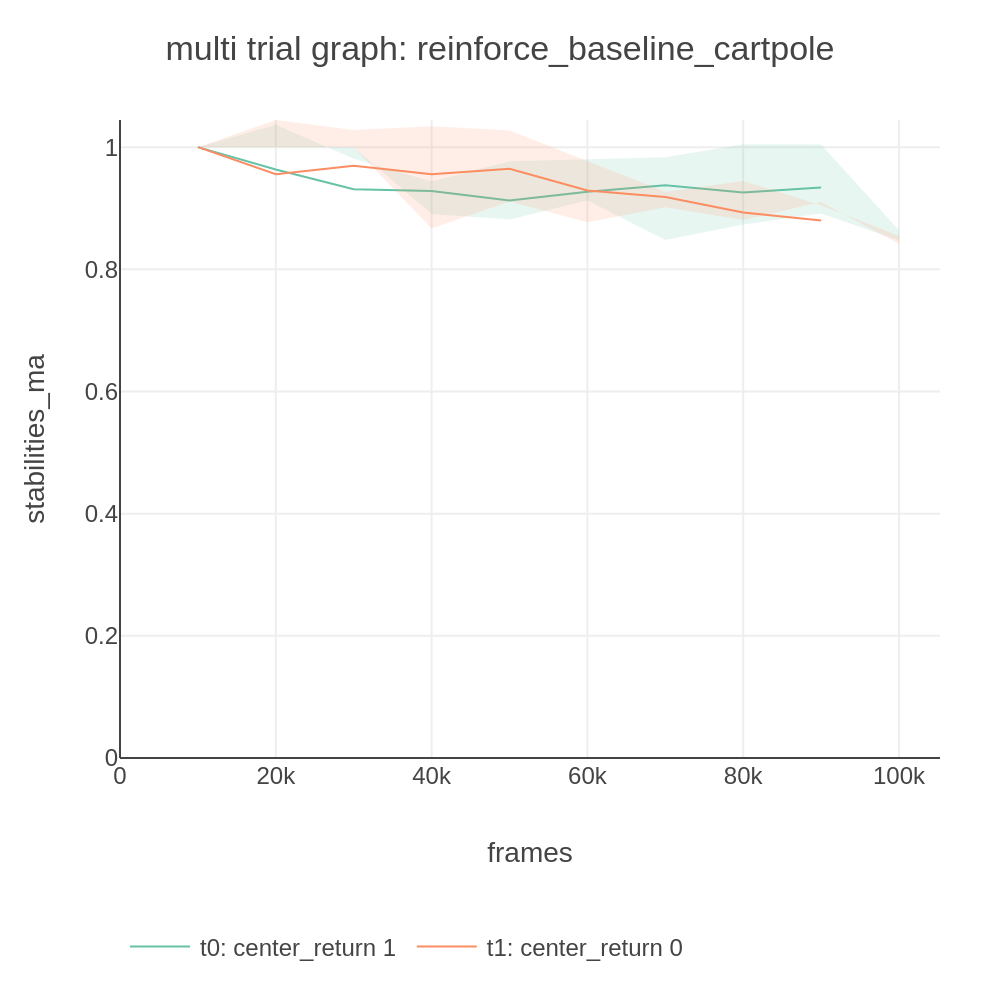 multi trial graph: reinforce_baseline_cartpole
stabilities_ma
1
0.8
0.6
0.4
0.2
0
0 20k 40k 60k 80k 100k
frames
t0: center_return 1 t1: center_return 0